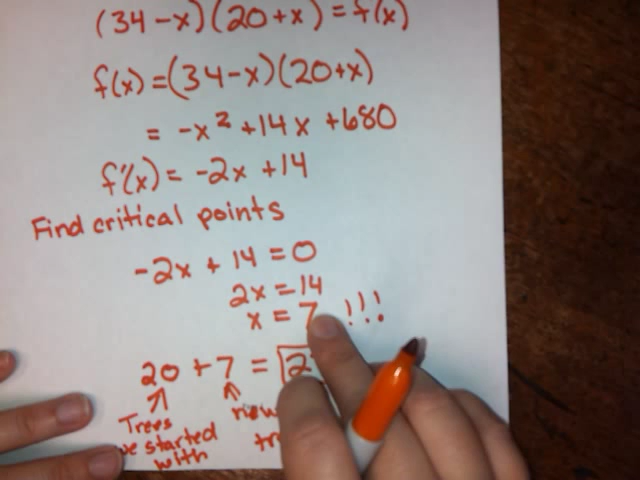 (34-x)(20+x)=f(x)
f(x)=(34-x)(20+x)
= -x²+14x+680
f'(x)= -2x+14
Find critical points
-2x+14=0
2x=14
x=7 !!!
20+7=
Trees
we started
with